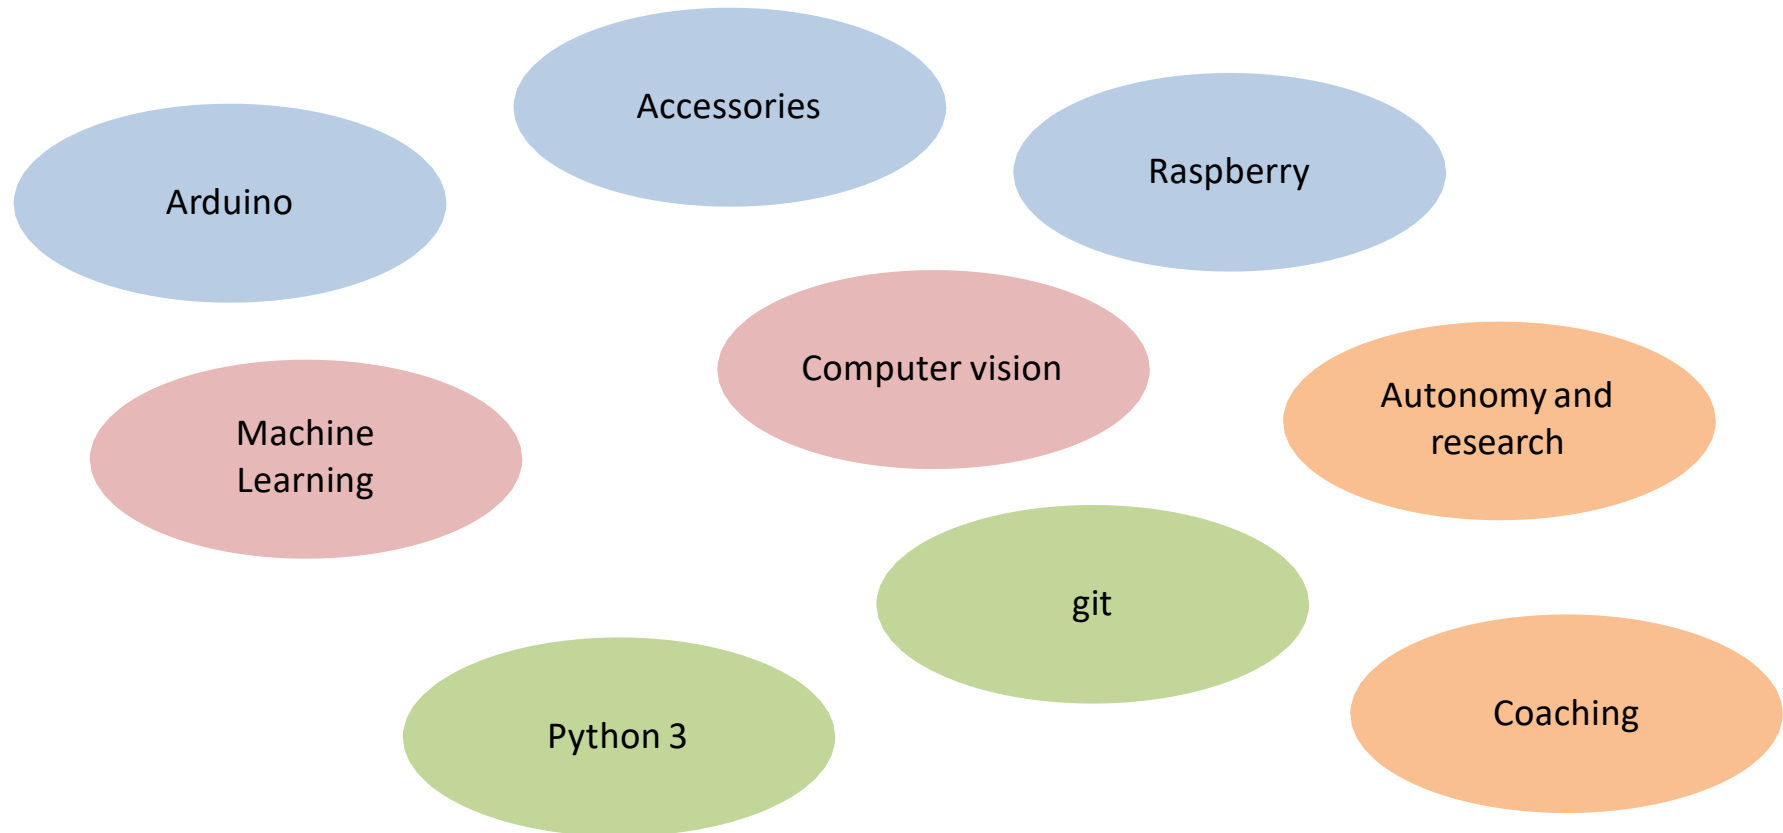 Accessories
Raspberry
Arduino
Computer vision
Autonomy and
research
Machine
Learning
git
Coaching
Python 3